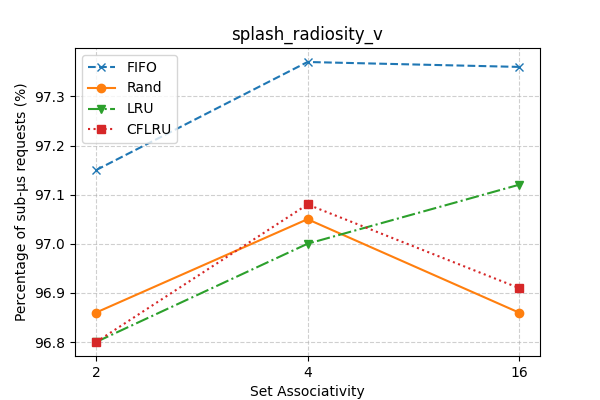 splash_radiosity_v
FIFO
Rand
LRU
CFLRU
Percentage of sub-μs requests (%)
97.3
97.2
97.1
97.0
96.9
96.8
2
4
16
Set Associativity